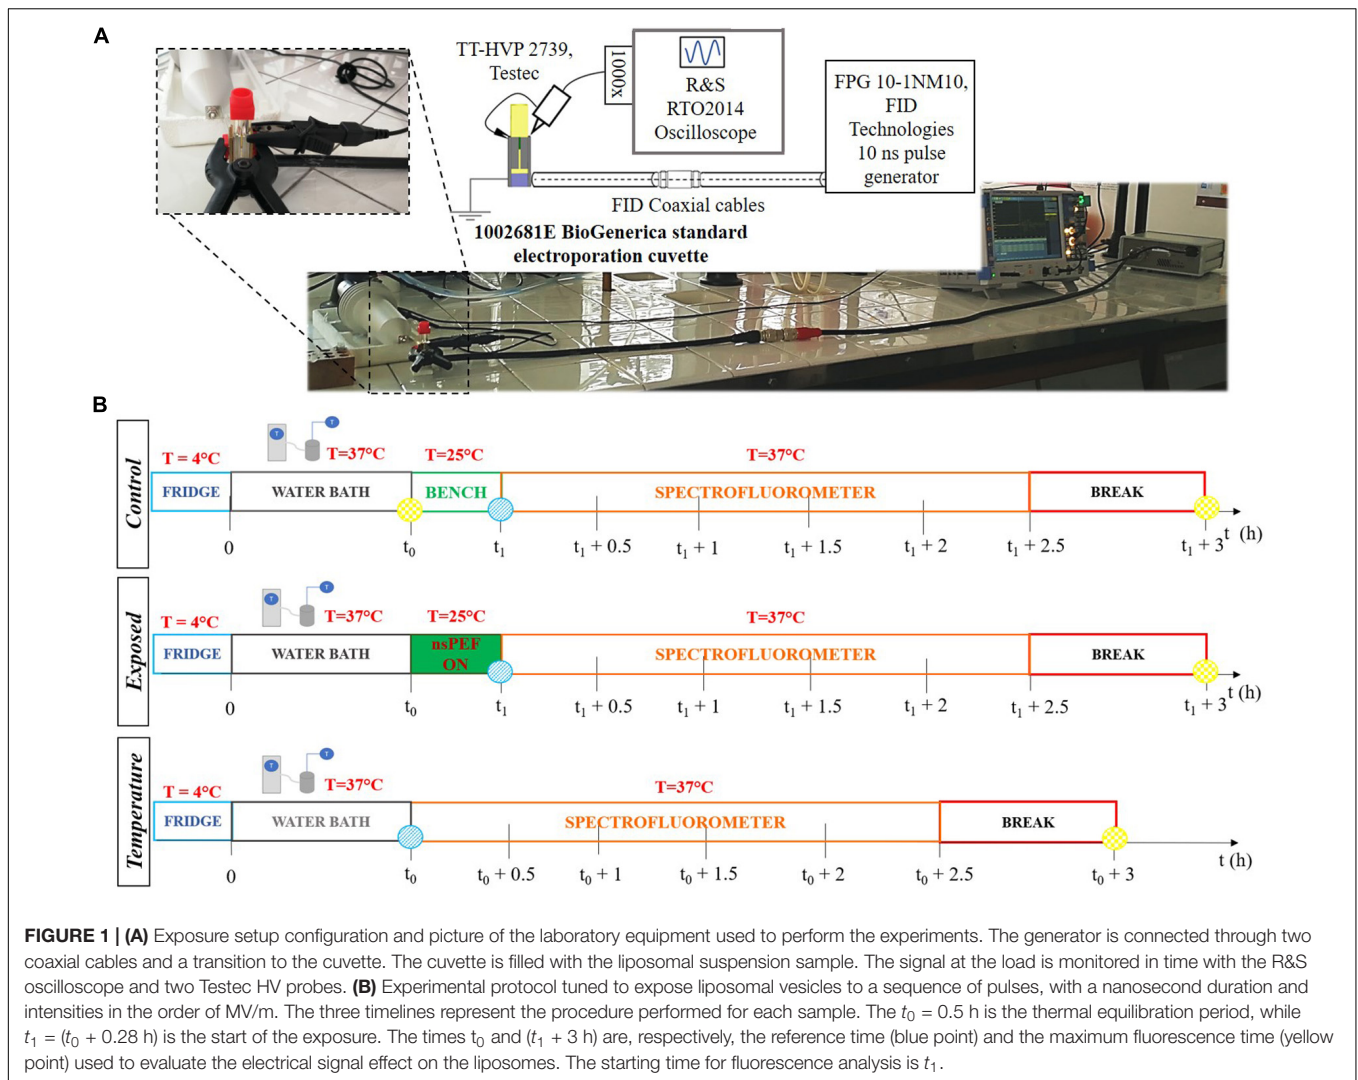 A
TT-HVP 2739,
Testec
1000x
R&S
RTO2014
Oscilloscope
FPG 10-1NM10,
FID
Technologies
10 ns pulse
generator
FID Coaxial cables
1002681E BioGenerica standard
electroporation cuvette
B
Control
T = 4°C
T
T
T=37°C
T=25°C
T=37°C
FRIDGE
WATER BATH
BENCH
SPECTROFLUOROMETER
BREAK
0
t0
t1
t1 + 0.5
t1 + 1
t1 + 1.5
t1 + 2
t1 + 2.5
t1 + 3
t (h)
Exposed
T = 4°C
T
T
T=37°C
T=25°C
T=37°C
FRIDGE
WATER BATH
nsPEF
ON
SPECTROFLUOROMETER
BREAK
0
t0
t1
t1 + 0.5
t1 + 1
t1 + 1.5
t1 + 2
t1 + 2.5
t1 + 3
t (h)
Temperature
T = 4°C
T
T
T=37°C
T=37°C
FRIDGE
WATER BATH
SPECTROFLUOROMETER
BREAK
0
t0
t0 + 0.5
t0 + 1
t0 + 1.5
t0 + 2
t0 + 2.5
t0 + 3
t (h)
FIGURE 1 | (A) Exposure setup configuration and picture of the laboratory equipment used to perform the experiments. The generator is connected through two
coaxial cables and a transition to the cuvette. The cuvette is filled with the liposomal suspension sample. The signal at the load is monitored in time with the R&S
oscilloscope and two Testec HV probes. (B) Experimental protocol tuned to expose liposomal vesicles to a sequence of pulses, with a nanosecond duration and
intensities in the order of MV/m. The three timelines represent the procedure performed for each sample. The t0 = 0.5 h is the thermal equilibration period, while
t1 = (t0 + 0.28 h) is the start of the exposure. The times t0 and (t1 + 3 h) are, respectively, the reference time (blue point) and the maximum fluorescence time (yellow
point) used to evaluate the electrical signal effect on the liposomes. The starting time for fluorescence analysis is t1.